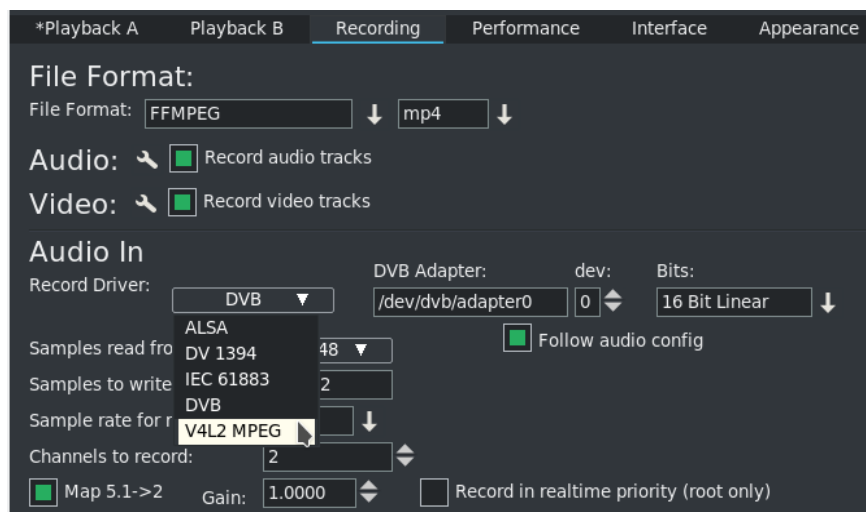 *Playback A Playback B Recording Performance Interface Appearance
File Format:
File Format: FFMPEG mp4
Audio: Record audio tracks
Video: Record video tracks
Audio In
DVB Adapter: dev: Bits:
Record Driver: DVB /dev/dvb/adapter0 0 16 Bit Linear
ALSA
Follow audio config
Samples read fro 48
DV 1394
IEC 61883
Samples to write 2
DVB
Sample rate for r
V4L2 MPEG
Channels to record: 2
Map 5.1->2 Gain: 1.0000 Record in realtime priority (root only)